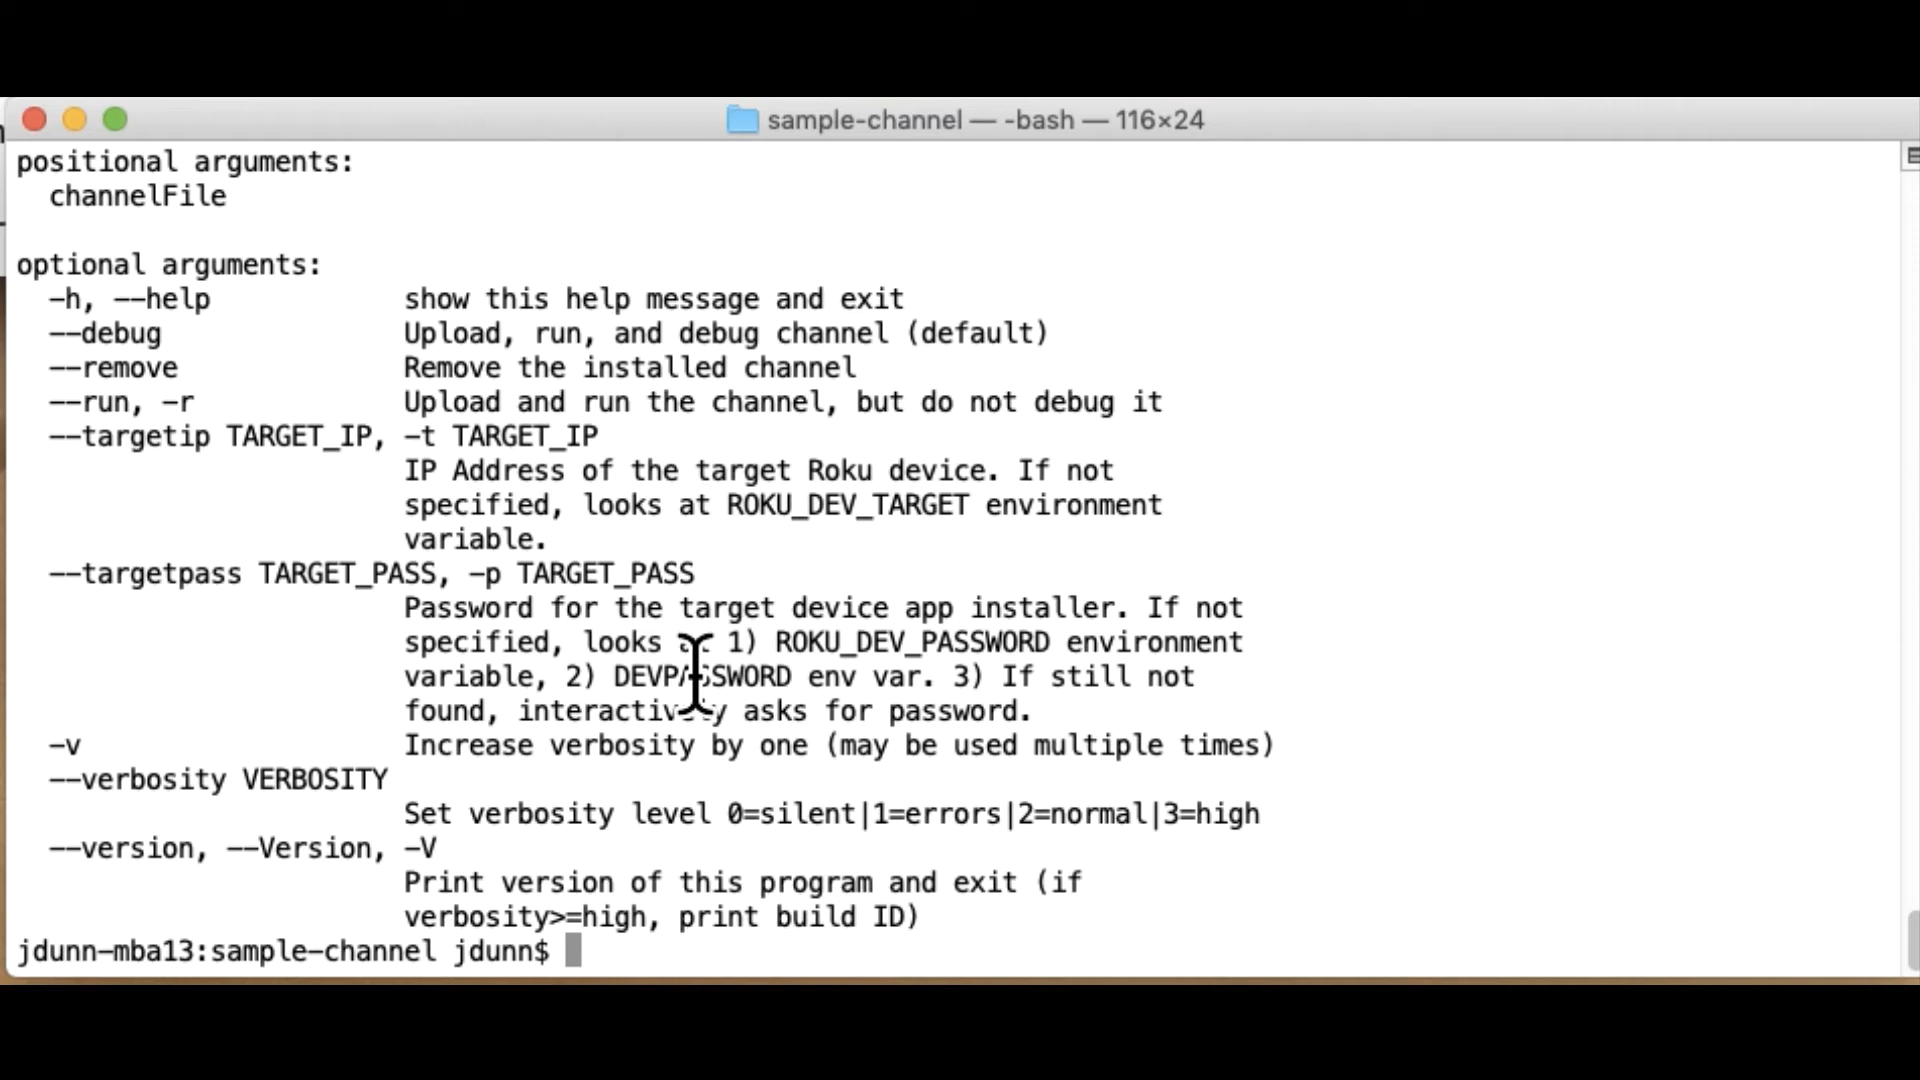 sample-channel — -bash — 116×24
positional arguments:
channelFile
optional arguments:
-h, --help show this help message and exit
--debug Upload, run, and debug channel (default)
--remove Remove the installed channel
--run, -r Upload and run the channel, but do not debug it
--targetip TARGET_IP, -t TARGET_IP
IP Address of the target Roku device. If not
specified, looks at ROKU_DEV_TARGET environment
variable.
--targetpass TARGET_PASS, -p TARGET_PASS
Password for the target device app installer. If not
specified, looks 1) ROKU_DEV_PASSWORD environment
variable, 2) DEVPASSWORD env var. 3) If still not
found, interactively asks for password.
-v Increase verbosity by one (may be used multiple times)
--verbosity VERBOSITY
Set verbosity level 0=silent|1=errors|2=normal|3=high
--version, --Version, -V
Print version of this program and exit (if
verbosity>=high, print build ID)
jdunn-mba13:sample-channel jdunn$